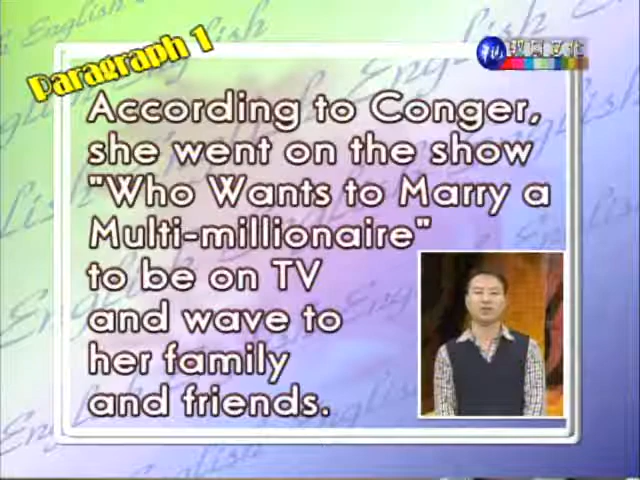 Paragraph 1
According to Conger,
she went on the show
"Who Wants to Marry a
Multi-millionaire"
to be on TV
and wave to
her family
and friends.